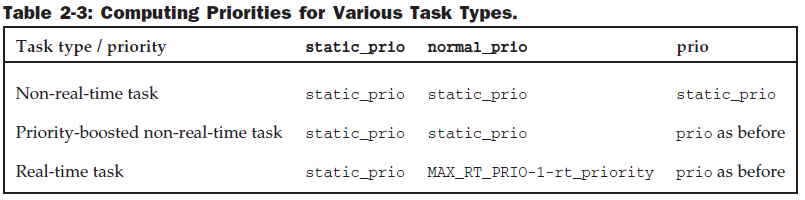 Table 2-3: Computing Priorities for Various Task Types.
Task type / priority static_prio normal_prio prio
Non-real-time task static_prio static_prio static_prio
Priority-boosted non-real-time task static_prio static_prio prio as before
Real-time task static_prio MAX_RT_PRIO-1-rt_priority prio as before